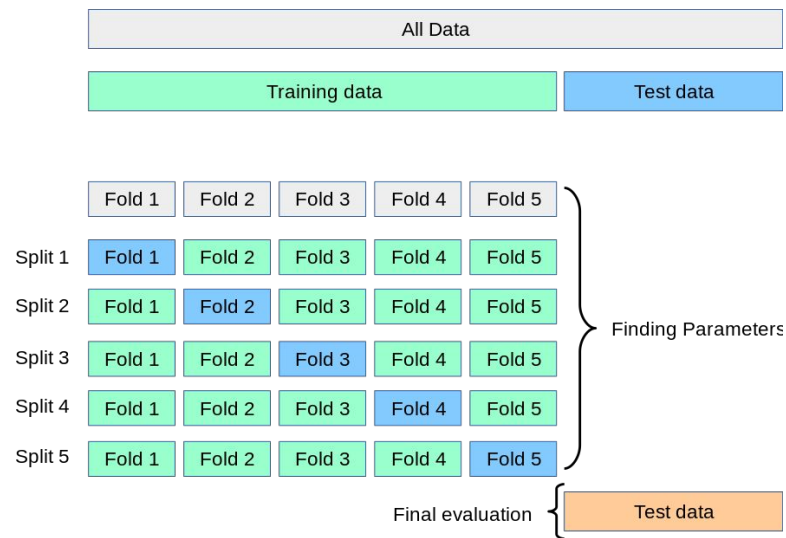 All Data
Training data Test data
Fold 1 Fold 2 Fold 3 Fold 4 Fold 5
Split 1 Fold 1 Fold 2 Fold 3 Fold 4 Fold 5
Split 2 Fold 1 Fold 2 Fold 3 Fold 4 Fold 5
Finding Parameters
Split 3 Fold 1 Fold 2 Fold 3 Fold 4 Fold 5
Split 4 Fold 1 Fold 2 Fold 3 Fold 4 Fold 5
Split 5 Fold 1 Fold 2 Fold 3 Fold 4 Fold 5
Final evaluation Test data